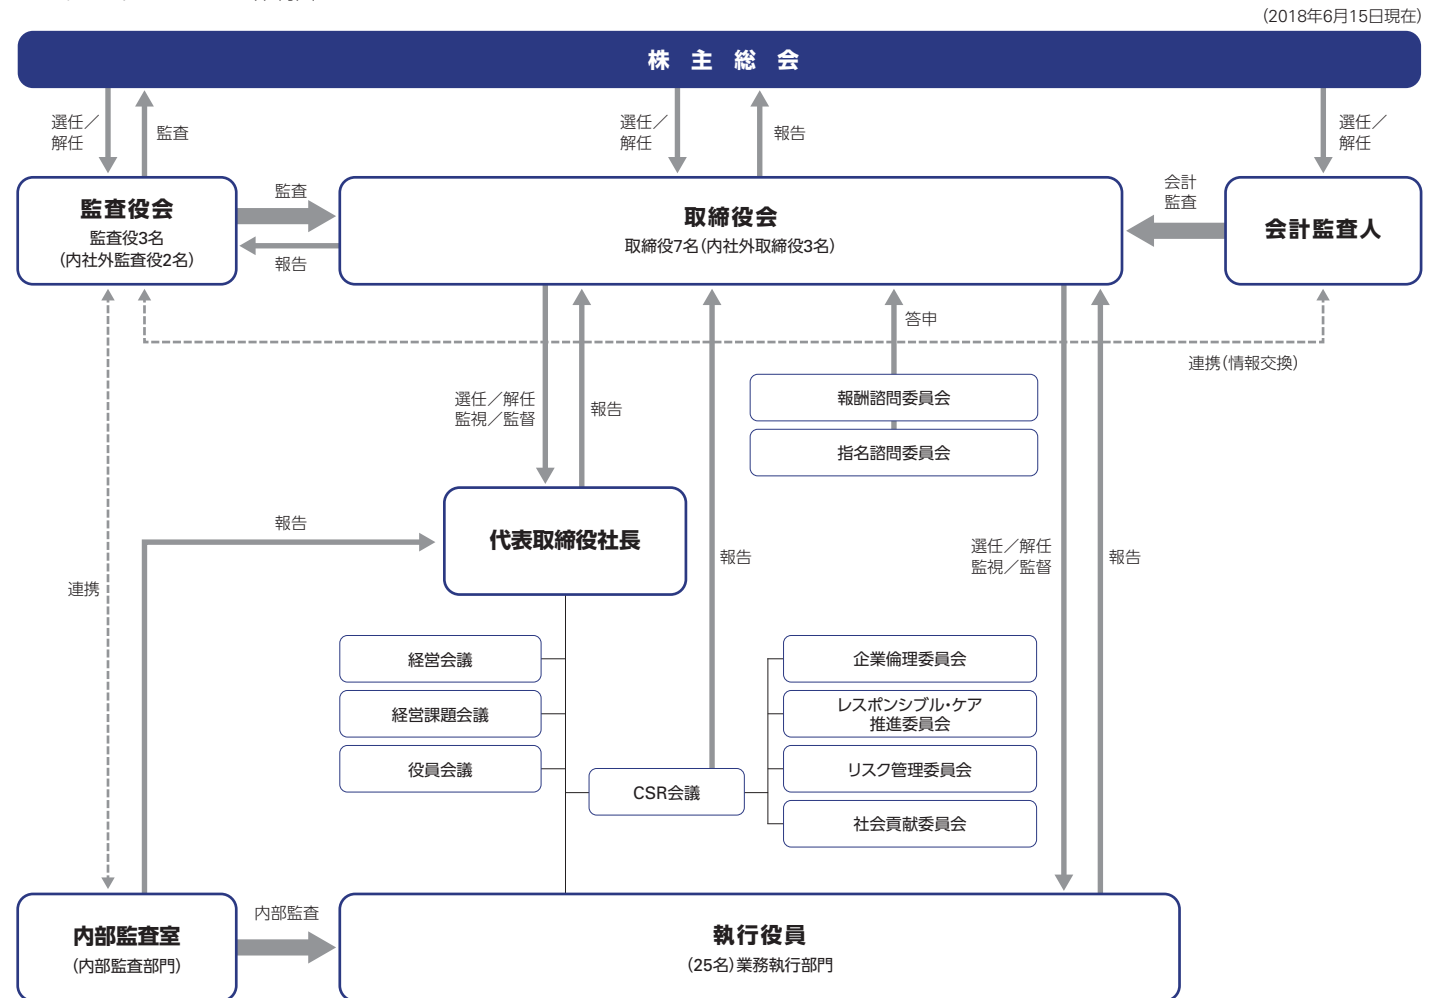 (2018年6月15日現在)
株主総会
選任／
解任
監査
選任／
解任
報告
選任／
解任
監査役会
監査役3名
(内社外監査役2名)
監査
報告
取締役会
取締役7名(内社外取締役3名)
会計
監査
会計監査人
答申
連携(情報交換)
報酬諮問委員会
指名諮問委員会
選任／解任
監視／監督
報告
代表取締役社長
報告
連携
報告
選任／解任
監視／監督
報告
経営会議
経営課題会議
役員会議
CSR会議
企業倫理委員会
レスポンシブル・ケア
推進委員会
リスク管理委員会
社会貢献委員会
内部監査室
(内部監査部門)
内部監査
執行役員
(25名)業務執行部門